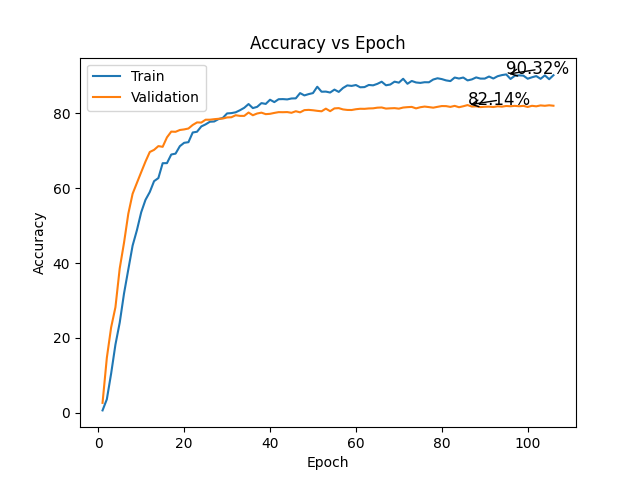 Accuracy vs Epoch
Train
Validation
90.32%
82.14%
80
60
40
20
0
Accuracy
0 20 40 60 80 100
Epoch